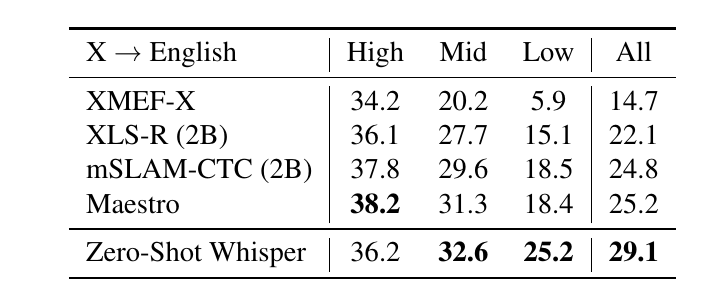 X → English High Mid Low All
XMEF-X 34.2 20.2 5.9 14.7
XLS-R (2B) 36.1 27.7 15.1 22.1
mSLAM-CTC (2B) 37.8 29.6 18.5 24.8
Maestro 38.2 31.3 18.4 25.2
Zero-Shot Whisper 36.2 32.6 25.2 29.1